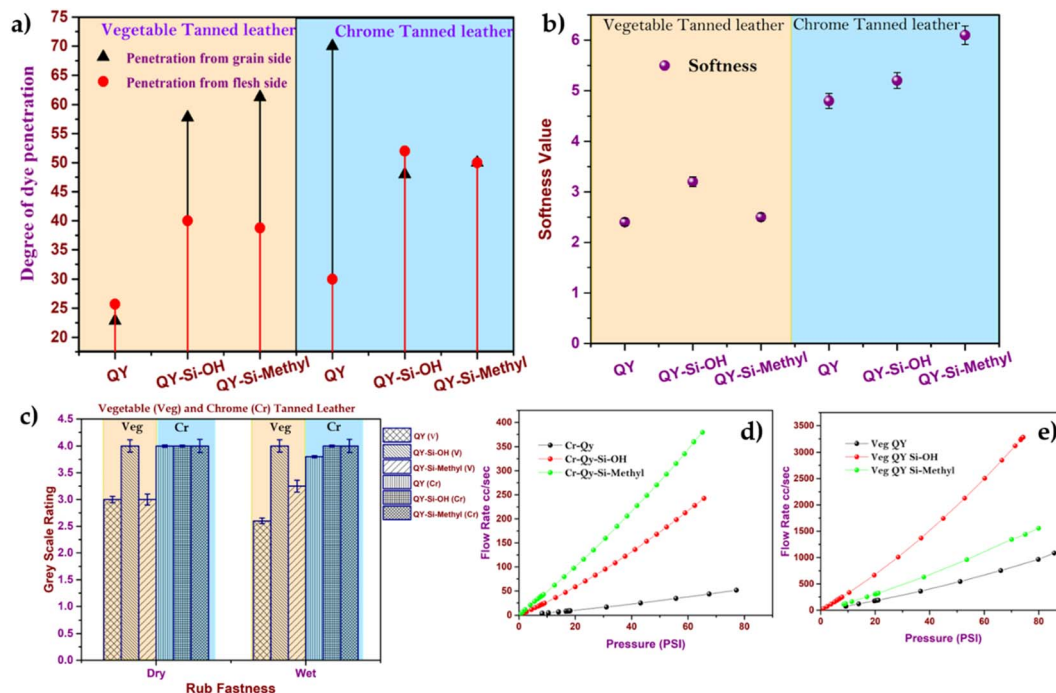 a)
Vegetable Tanned leather
Chrome Tanned leather
Penetration from grain side
Penetration from flesh side
Degree of dye penetration
75
70
65
60
55
50
45
40
35
30
25
20
QY
QY-Si-OH
QY-Si-Methyl
QY
QY-Si-OH
QY-Si-Methyl
b)
Vegetable Tanned leather
Chrome Tanned leather
Softness
Softness Value
6
5
4
3
2
1
0
QY
QY-Si-OH
QY-Si-Methyl
QY
QY-Si-OH
QY-Si-Methyl
c)
Vegetable (Veg) and Chrome (Cr) Tanned Leather
Veg
Cr
Veg
Cr
Grey Scale Rating
4.5
4.0
3.5
3.0
2.5
2.0
1.5
1.0
0.5
0.0
Dry
Wet
Rub Fastness
QY (V)
QY-Si-OH (V)
QY-Si-Methyl (V)
QY (Cr)
QY-Si-OH (Cr)
QY-Si-Methyl (Cr)
d)
Cr-Qy
Cr-Qy-Si-OH
Cr-Qy-Si-Methyl
Flow Rate cc/sec
400
350
300
250
200
150
100
50
0
0
20
40
60
80
Pressure (PSI)
e)
Veg QY
Veg QY Si-OH
Veg QY Si-Methyl
Flow Rate cc/sec
3500
3000
2500
2000
1500
1000
500
0
0
20
40
60
80
Pressure (PSI)